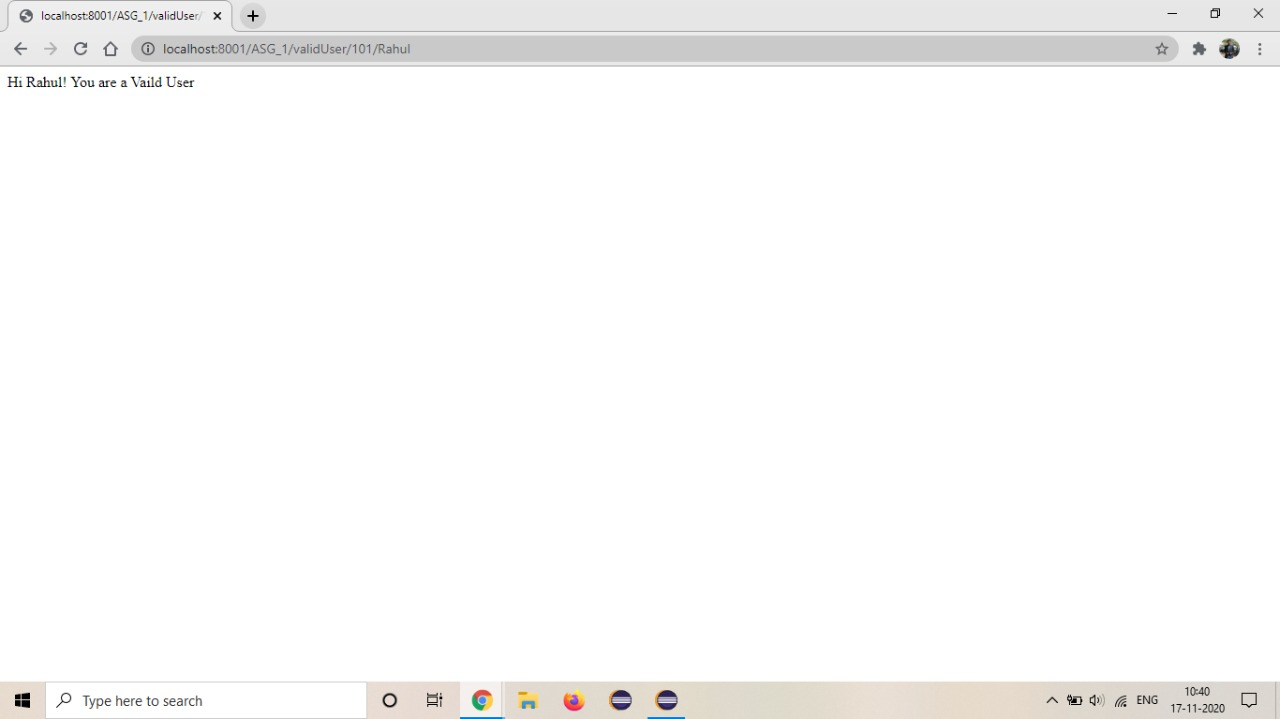 localhost:8001/ASG_1/validUser/
localhost:8001/ASG_1/validUser/101/Rahul
Hi Rahul! You are a Vaild User
Type here to search
ENG
10:40
17-11-2020